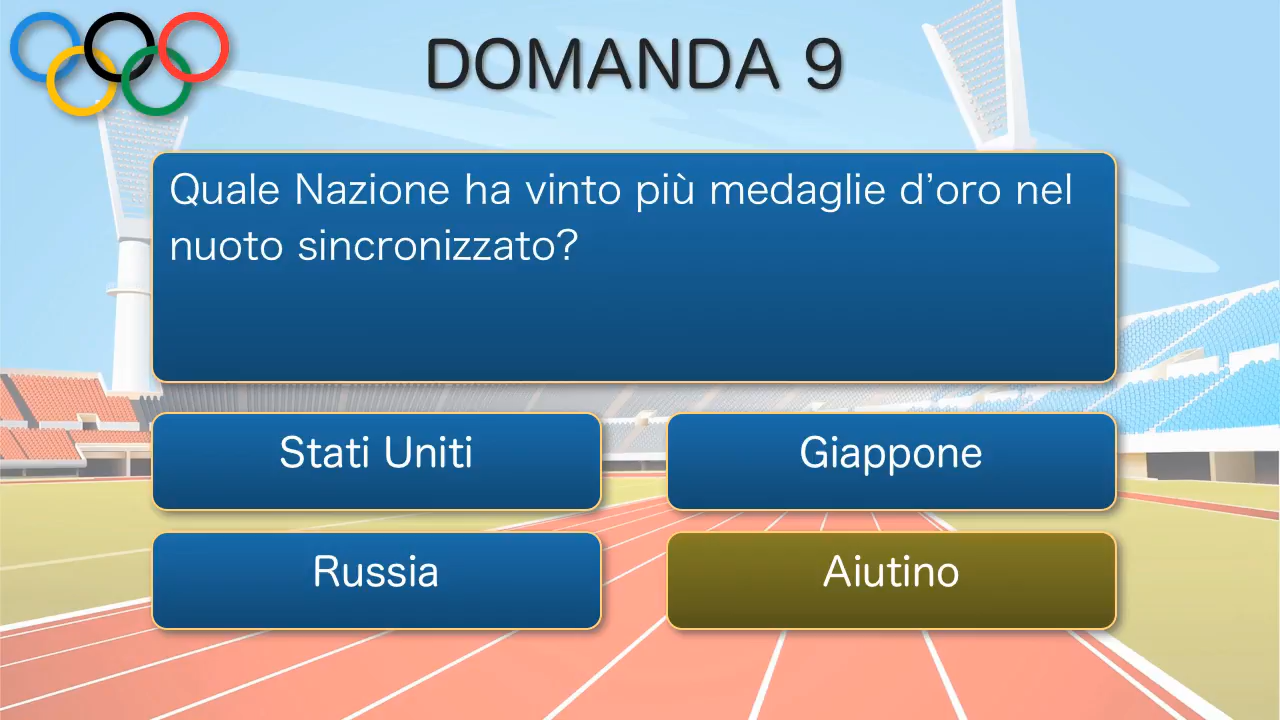 DOMANDA 9
Quale Nazione ha vinto più medaglie d’oro nel
nuoto sincronizzato?
Stati Uniti
Giappone
Russia
Aiutino